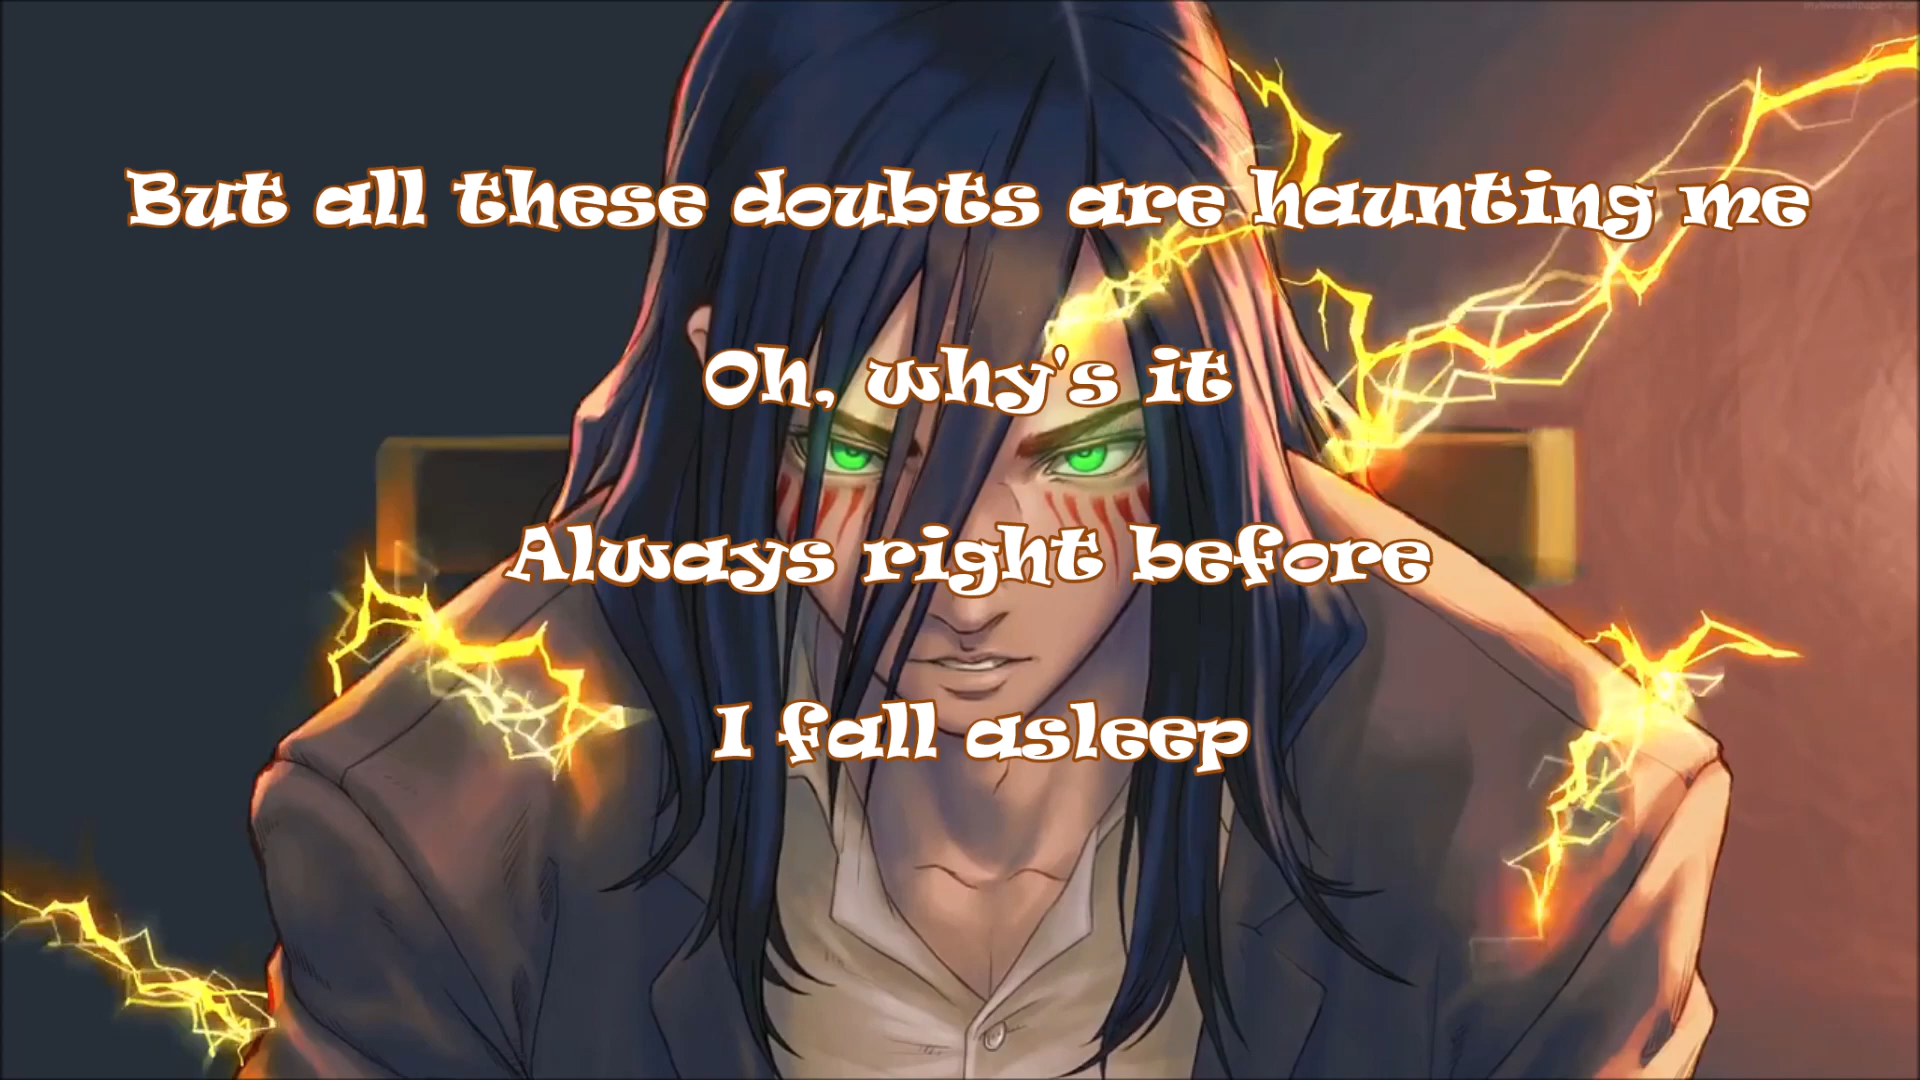 But all these doubts are haunting me
Oh, why's it
Always right before
I fall asleep